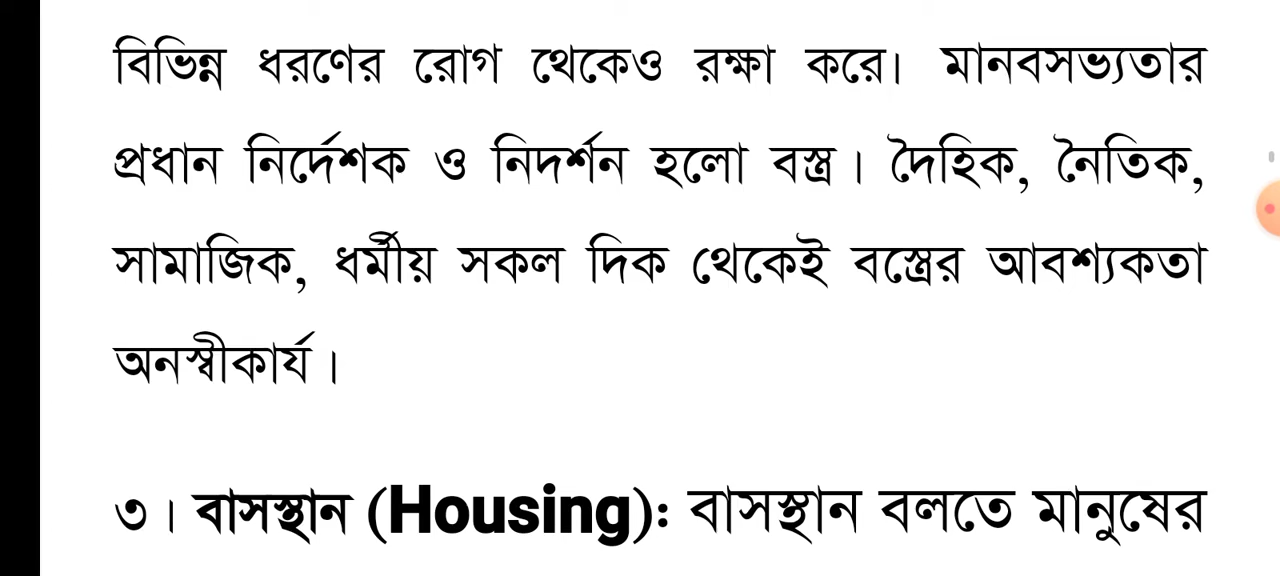 বিভিন্ন ধরণের রোগ থেকেও রক্ষা করে। মানবসভ্যতার
প্রধান নির্দেশক ও নিদর্শন হলো বস্ত্র। দৈহিক, নৈতিক,
সামাজিক, ধর্মীয় সকল দিক থেকেই বস্ত্রের আবশ্যকতা
অনস্বীকার্য।
৩। বাসস্থান (Housing): বাসস্থান বলতে মানুষের